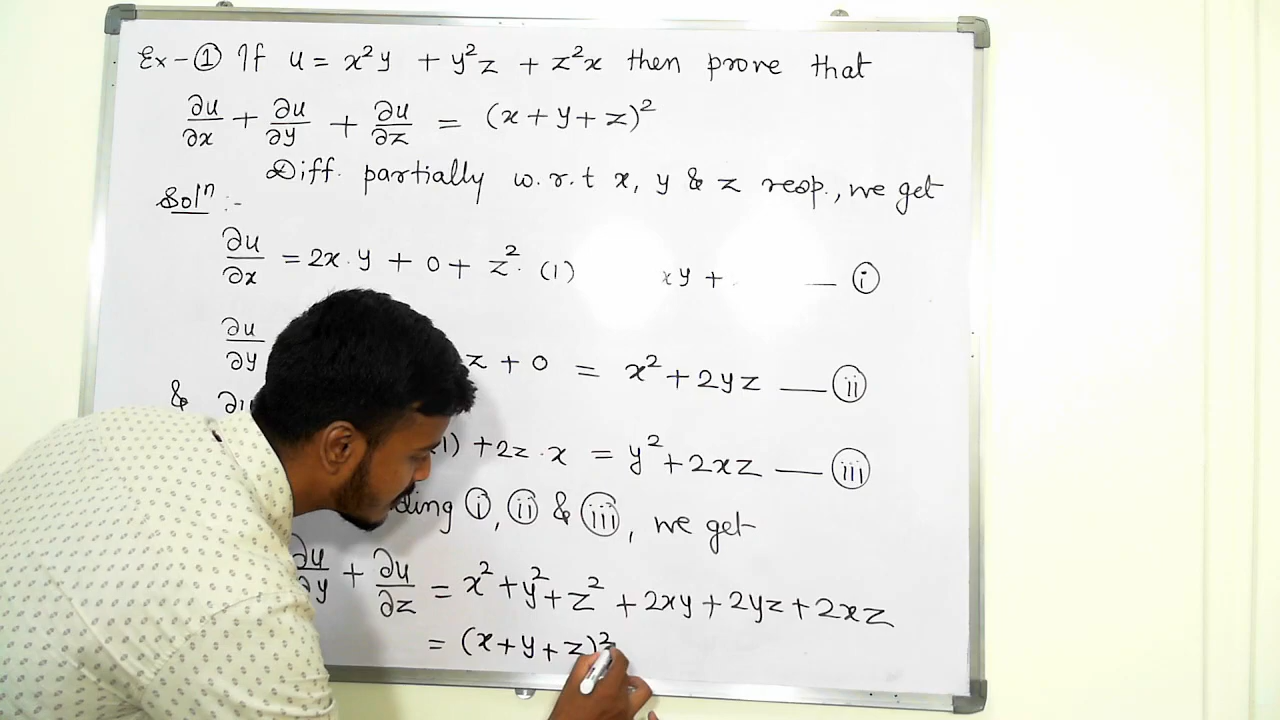 Ex-① If u = x²y + y²z + z²x then prove that
∂u/∂x + ∂u/∂y + ∂u/∂z = (x+y+z)²
Diff. partially w.r.t x, y & z resp., we get
Solⁿ :-
∂u/∂x = 2x.y + 0 + z². (1) xy + — ⓘ
∂u/∂y z + 0 = x² + 2yz — ⓘⓘ
& ∂u 1) + 2z.x = y² + 2xz — ⓘⓘⓘ
ding ⓘ, ⓘⓘ & ⓘⓘⓘ, we get
∂u/∂y + ∂u/∂z = x² + y² + z² + 2xy + 2yz + 2xz
= (x+y+z)²